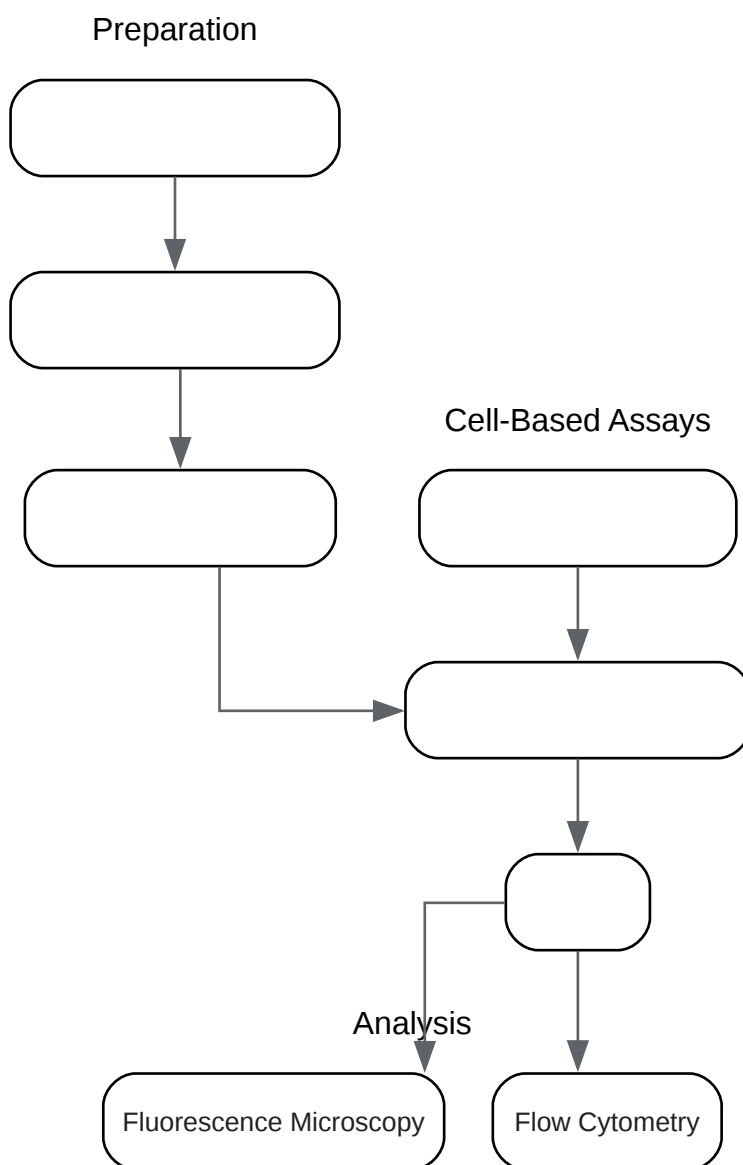 Preparation
Cell-Based Assays
Analysis
Fluorescence Microscopy
Flow Cytometry